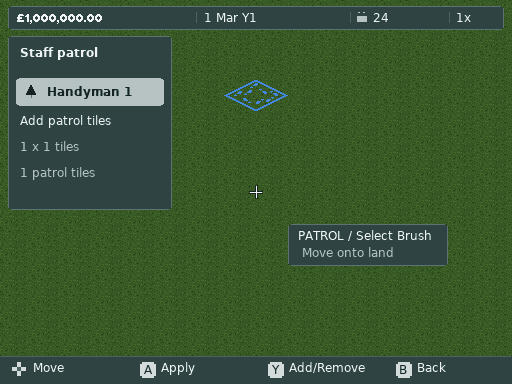 £1,000,000.00
1 Mar Y1
24
1x
Staff patrol
Handyman 1
Add patrol tiles
1 x 1 tiles
1 patrol tiles
PATROL / Select Brush
Move onto land
Move
A Apply
Y Add/Remove
B Back